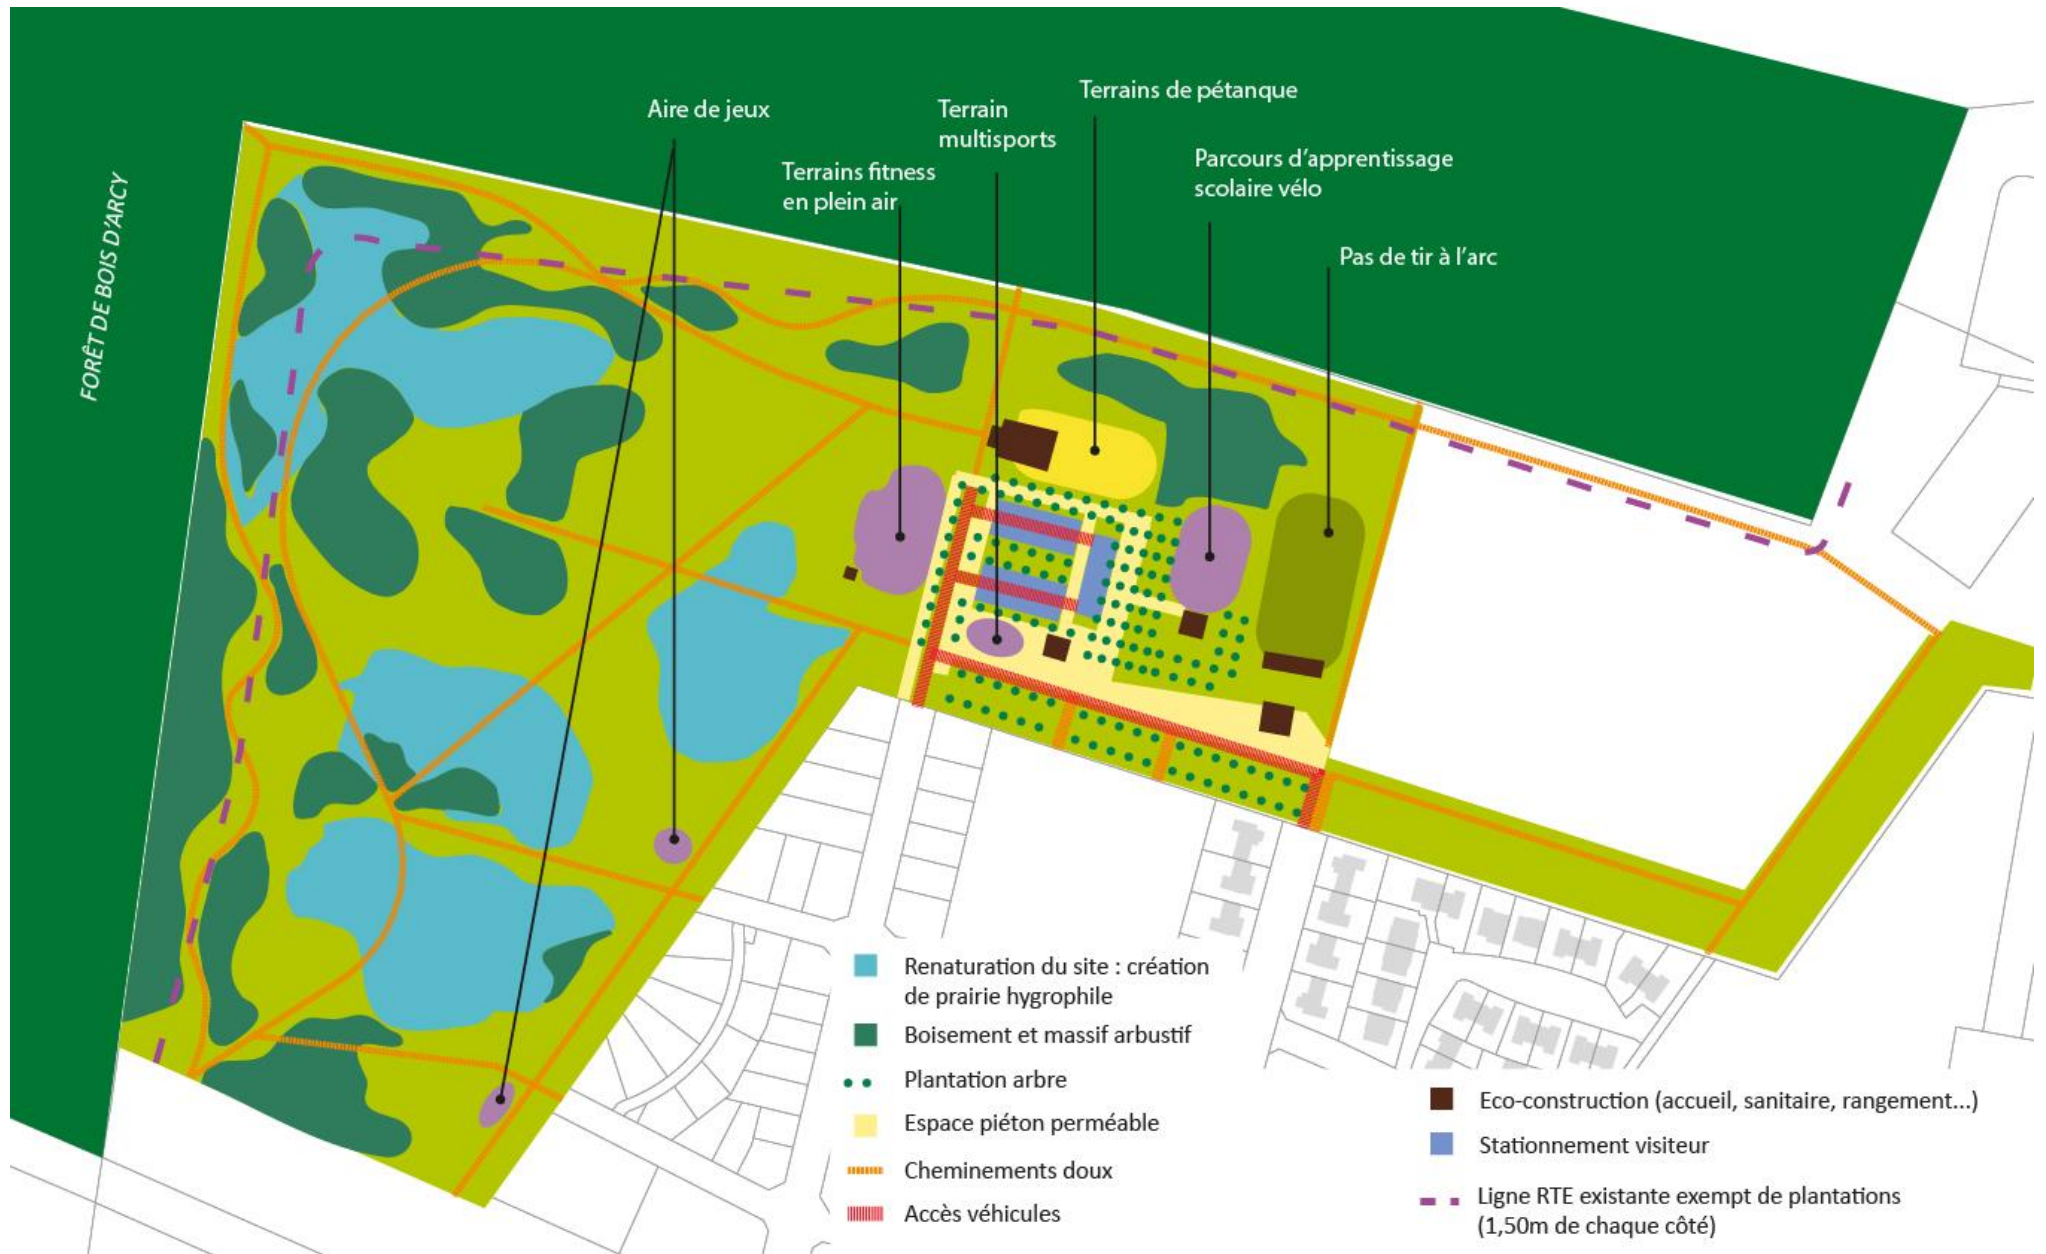 Aire de jeux
Terrains fitness
en plein air
Terrain
multisports
Terrains de pétanque
Parcours d'apprentissage
scolaire vélo
Pas de tir à l'arc
FORÊT DE BOIS D'ARCY
Renaturation du site : création
de prairie hygrophile
Boisement et massif arbustif
Plantation arbre
Espace piéton perméable
Cheminements doux
Accès véhicules
Eco-construction (accueil, sanitaire, rangement...)
Stationnement visiteur
Ligne RTE existante exempt de plantations
(1,50m de chaque côté)